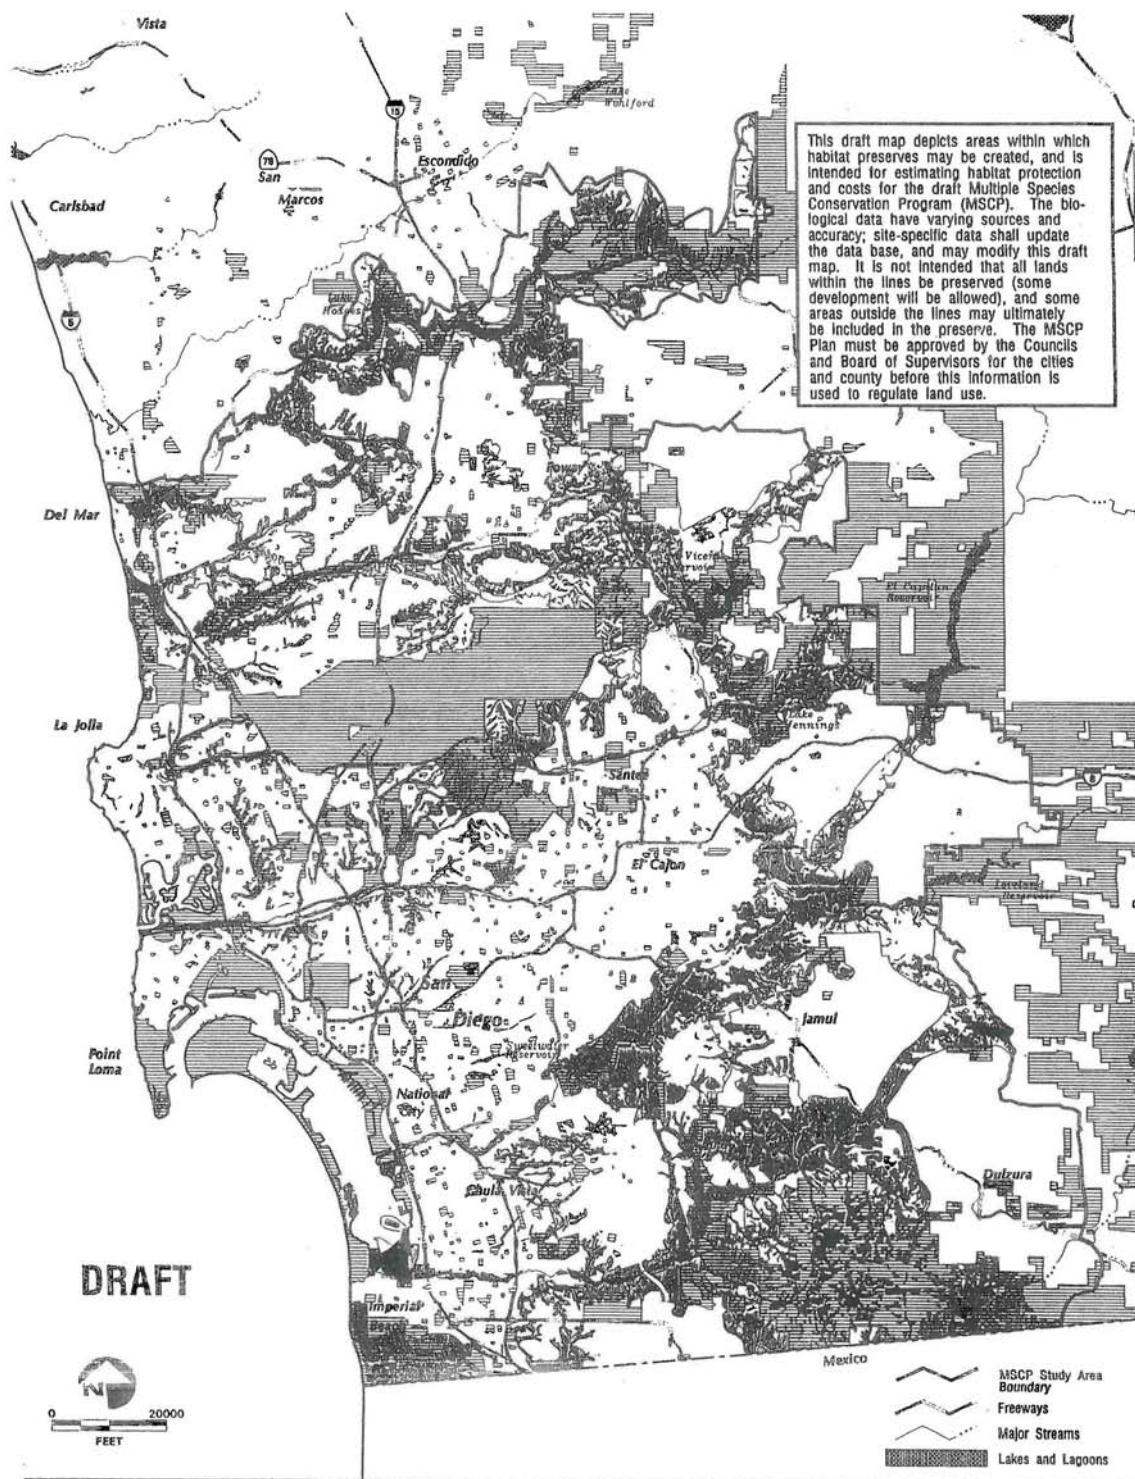 Vista
15
Lake
Wohlford
78
San
Marcos
Escondido
Carlsbad
This draft map depicts areas within which
habitat preserves may be created, and is
intended for estimating habitat protection
and costs for the draft Multiple Species
Conservation Program (MSCP). The bio-
logical data have varying sources and
accuracy; site-specific data shall update
the data base, and may modify this draft
map. It is not intended that all lands
within the lines be preserved (some
development will be allowed), and some
areas outside the lines may ultimately
be included in the preserve. The MSCP
Plan must be approved by the Councils
and Board of Supervisors for the cities
and county before this information is
used to regulate land use.
5
Lake
Hodges
Poway
Del Mar
El Capitan
Reservoir
La Jolla
Lake
Jennings
Santee
8
El Cajon
Loveland
Reservoir
San
Diego
Jamul
Sweetwater
Reservoir
Point
Loma
National
City
Chula Vista
Dulzura
DRAFT
Imperial
Beach
Mexico
N
0 20000
FEET
MSCP Study Area
Boundary
Freeways
Major Streams
Lakes and Lagoons